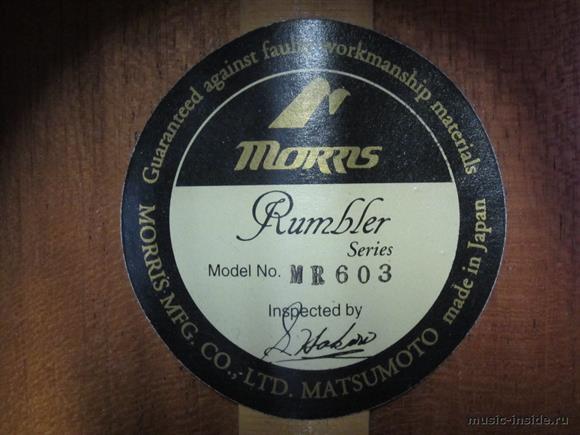 Guaranteed against faulty workmanship materials
MORRIS
Rumbler
Series
Model No. MR603
Inspected by
MORRIS MFG. CO., LTD. MATSUMOTO made in Japan
music-inside.ru